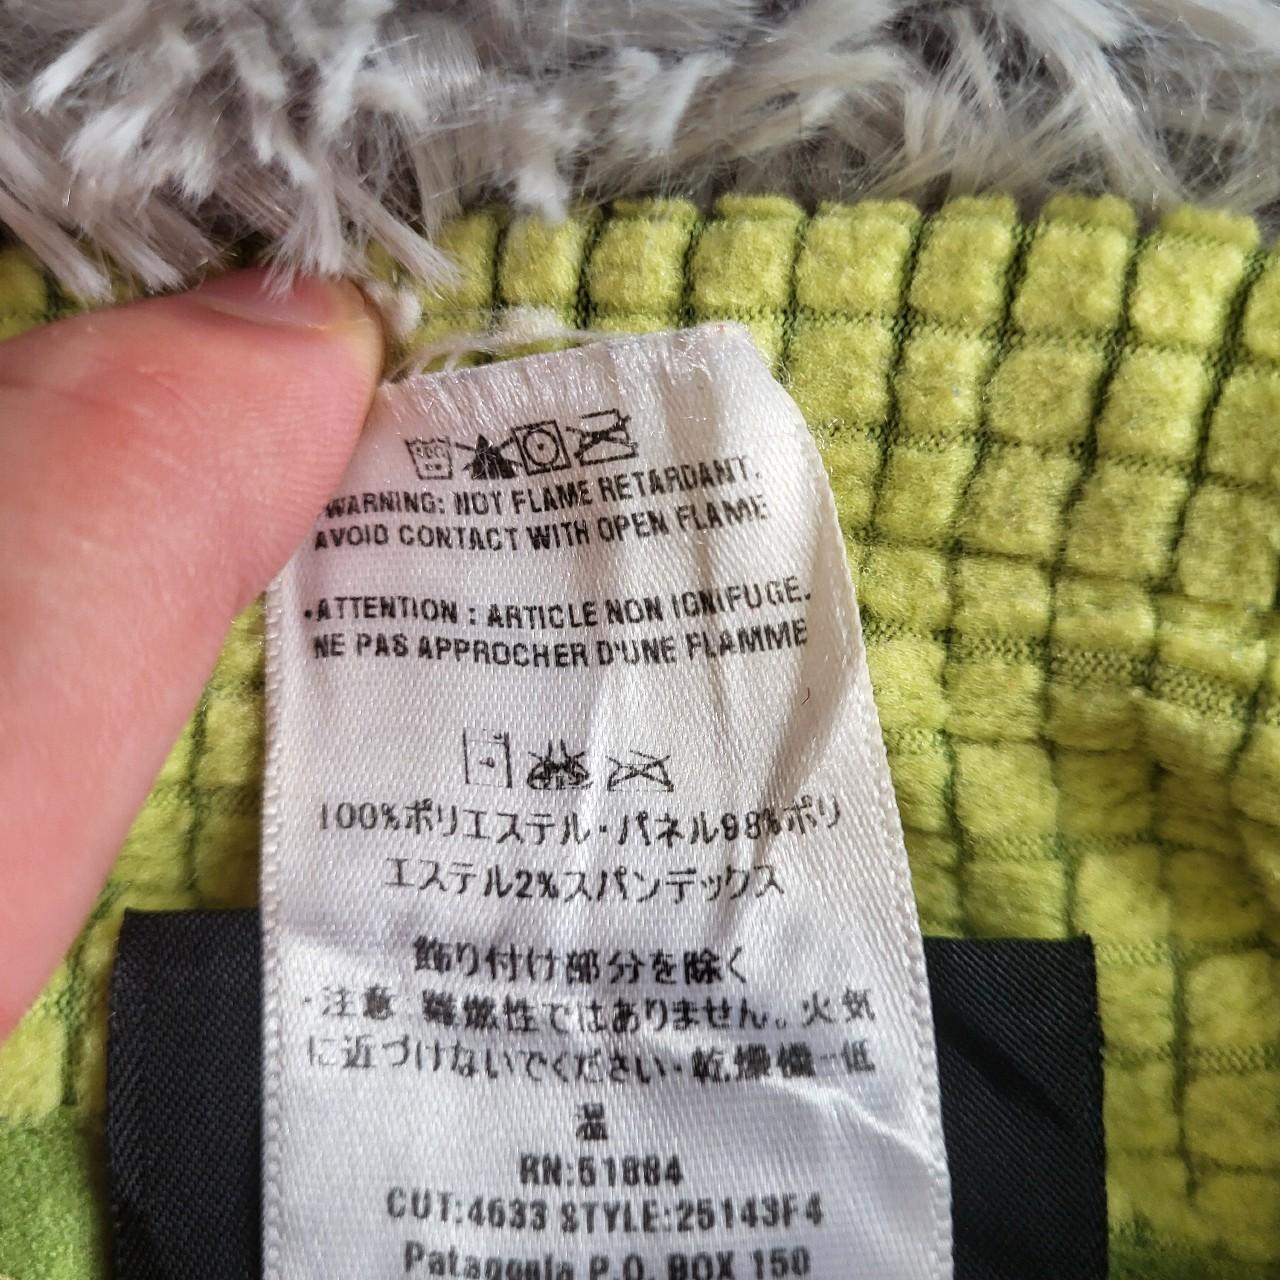 WARNING: NOT FLAME RETARDANT.
AVOID CONTACT WITH OPEN FLAME
•ATTENTION : ARTICLE NON IGNIFUGE.
NE PAS APPROCHER D'UNE FLAMME
100%ポリエステル・パネル98%ポリ
エステル2%スパンデックス
飾り付け部分を除く
・注意 難燃性ではありません。火気
に近づけないでください・乾燥機一低
温
RN:51884
CUT:4633 STYLE:25143F4
Patagonia P.O. BOX 150